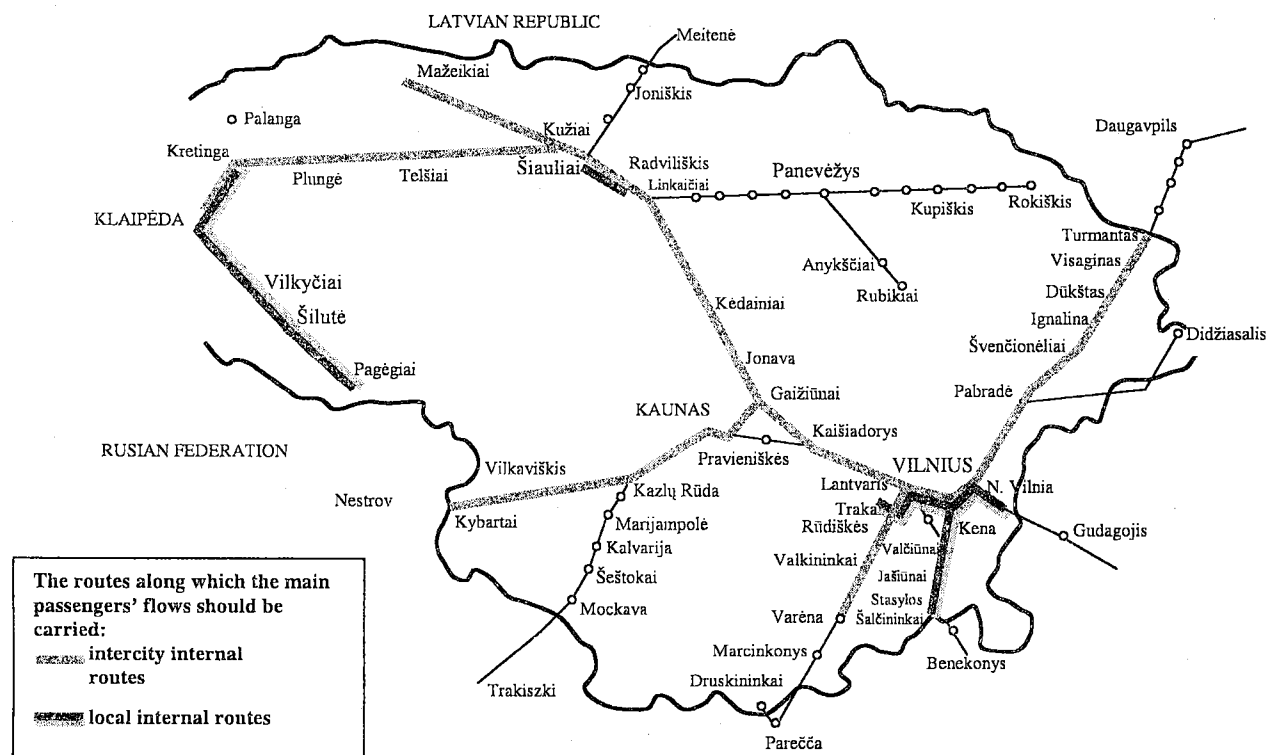 LATVIAN REPUBLIC
Meitenė
Mažeikiai
Joniškis
Palanga
Kužiai
Daugavpils
Kretinga
Šiauliai
Radviliškis
Plungė
Telšiai
Linkaičiai
Panevėžys
KLAIPĖDA
Kupiškis
Rokiškis
Turmantas
Visaginas
Anykščiai
Vilkyčiai
Rubikiai
Dūkštas
Šilutė
Kėdainiai
Ignalina
Didžiasalis
Švenčionėliai
Pagėgiai
Jonava
Gaižiūnai
Pabradė
KAUNAS
Kaišiadorys
RUSIAN FEDERATION
Pravieniškės
Vilkaviškis
VILNIUS
Lantvaris
N. Vilnia
Nestrov
Kazlų Rūda
Trakai
Kybartai
Marijampolė
Rūdiškės
Kena
Gudagojis
Kalvarija
Valčiūnai
Valkininkai
Šeštokai
Jašiūnai
Stasylos
Mockava
Varėna
Šalčininkai
Marcinkonys
Benekonys
Trakiszki
Druskininkai
Parečča
The routes along which the main
passengers' flows should be
carried:
intercity internal
routes
local internal routes